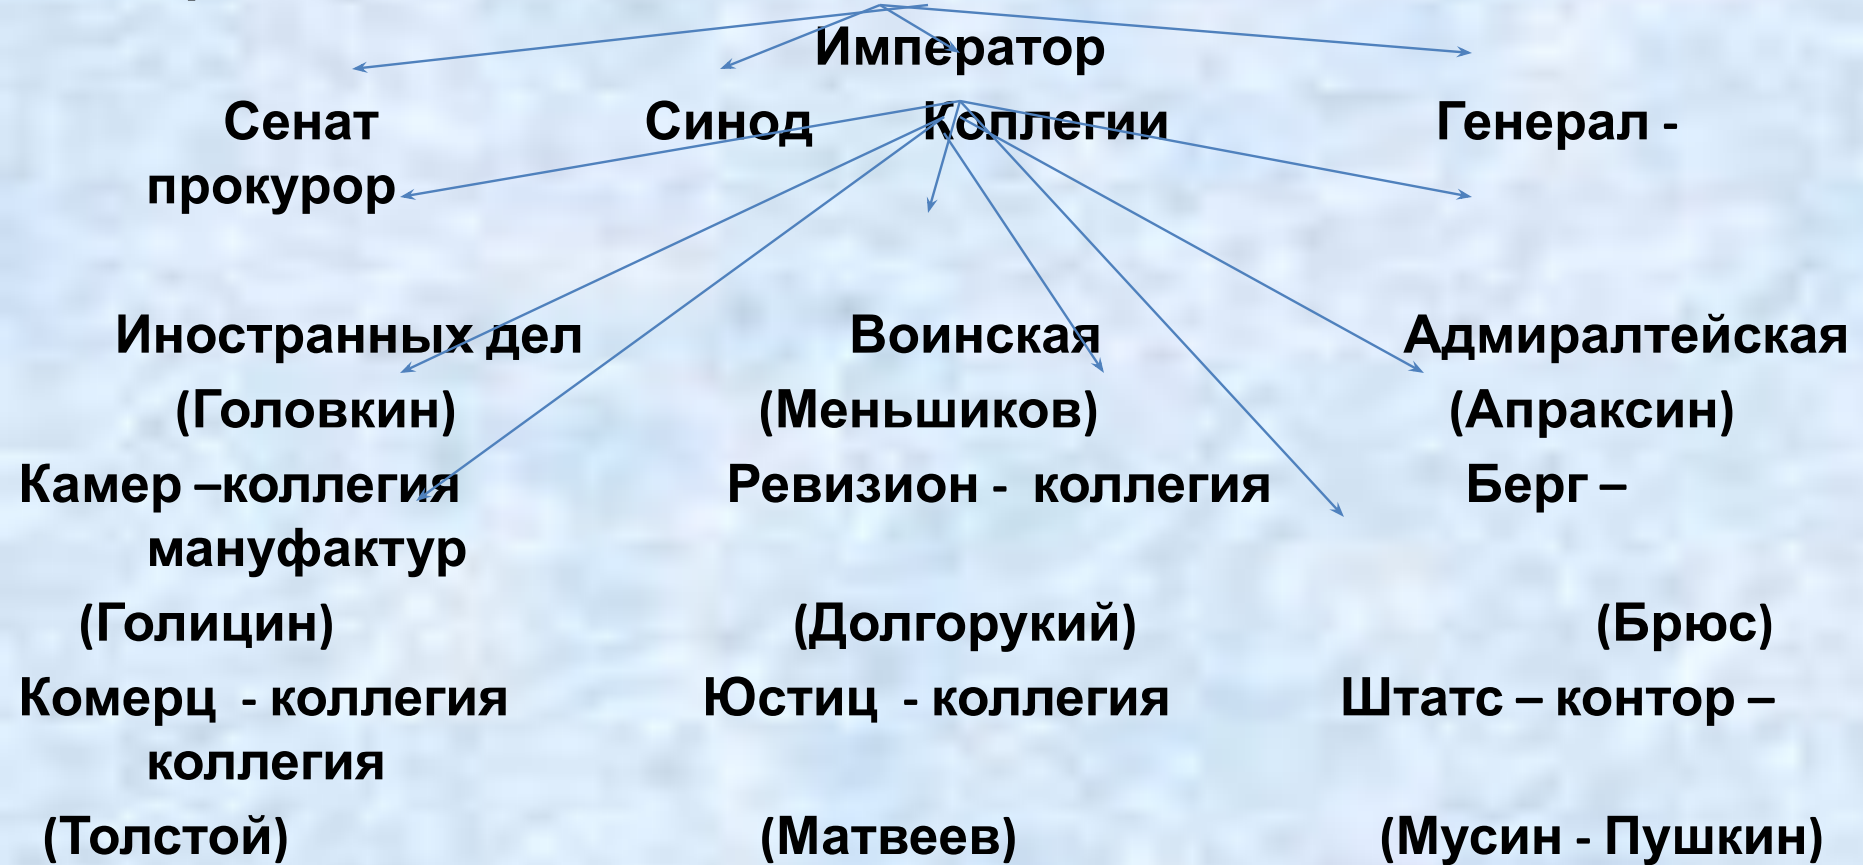 Император
Сенат Синод Коллегии Генерал -
прокурор
Иностранных дел Воинская Адмиралтейская
(Головкин) (Меньшиков) (Апраксин)
Камер –коллегия Ревизион - коллегия Берг –
мануфактур
(Голицин) (Долгорукий) (Брюс)
Комерц - коллегия Юстиц - коллегия Штатс – контор –
коллегия
(Толстой) (Матвеев) (Мусин - Пушкин)